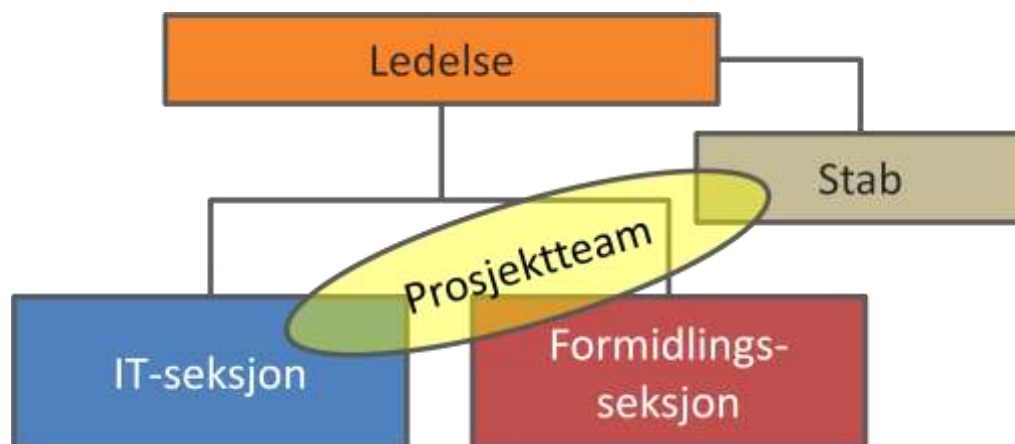 Ledelse
Stab
Prosjektteam
IT-seksjon
Formidlings-
seksjon